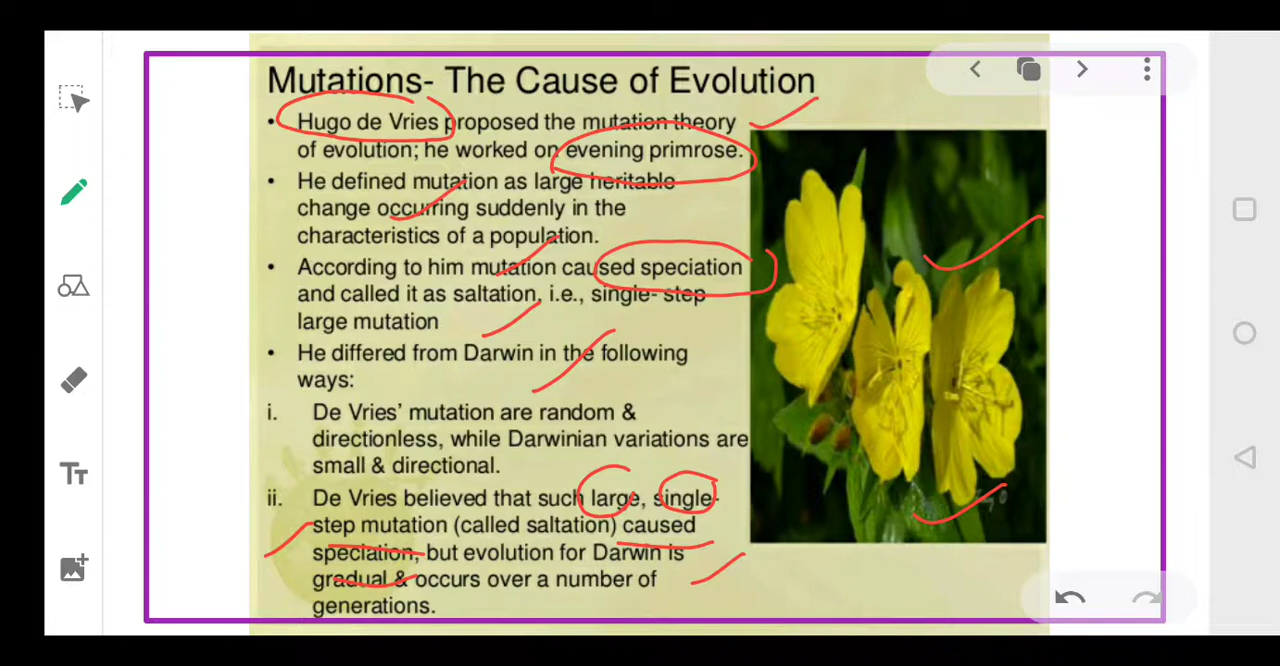 Mutations- The Cause of Evolution
• Hugo de Vries proposed the mutation theory
of evolution; he worked on evening primrose.
• He defined mutation as large heritable
change occurring suddenly in the
characteristics of a population.
• According to him mutation caused speciation
and called it as saltation, i.e., single- step
large mutation
• He differed from Darwin in the following
ways:
i. De Vries’ mutation are random &
directionless, while Darwinian variations are
small & directional.
ii. De Vries believed that such large, single-
step mutation (called saltation) caused
speciation, but evolution for Darwin is
gradual & occurs over a number of
generations.
TT